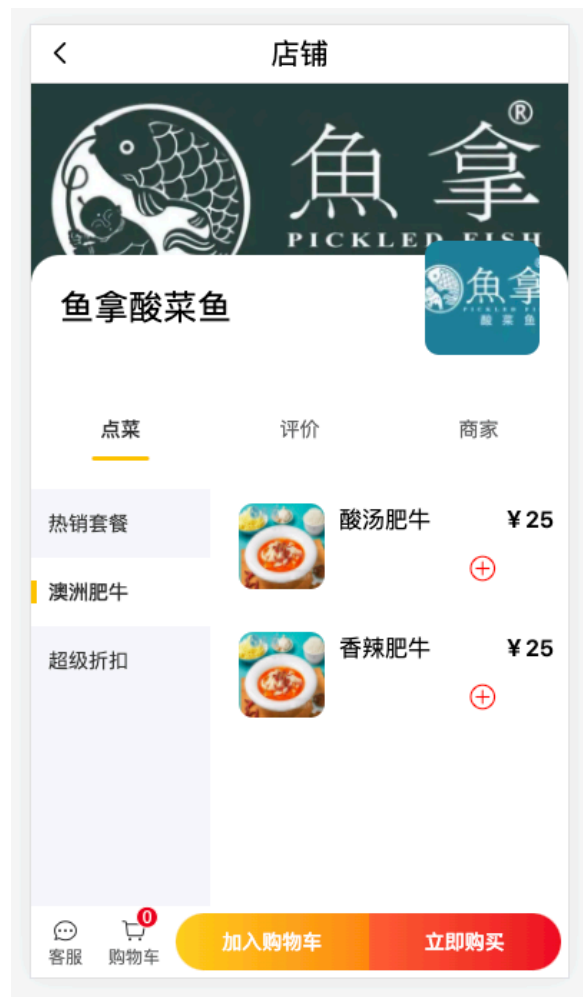 店铺
®
魚拿
PICKLED FISH
鱼拿酸菜鱼
魚拿
PICKLED FI
酸菜鱼
点菜
评价
商家
热销套餐
澳洲肥牛
超级折扣
酸汤肥牛
¥25
香辣肥牛
¥25
0
客服
购物车
加入购物车
立即购买